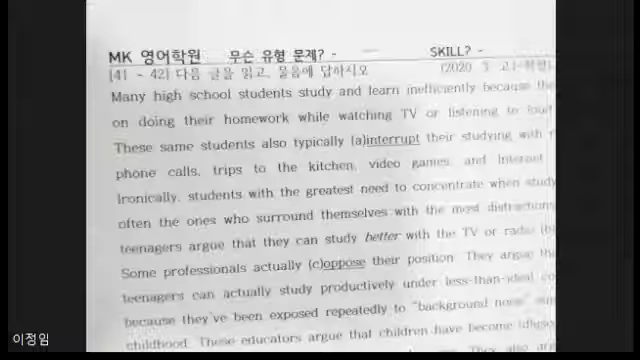 MK 영어학원 무슨 유형 문제? - SKILL? -
[41 - 42] 다음 글을 읽고, 물음에 답하시오 (2020 3 고1
Many high school students study and learn inefficiently because
on doing their homework while watching TV or listening to loud
These same students also typically (a)interrupt their studying with
phone calls, trips to the kitchen, video games, and Internet
Ironically, students with the greatest need to concentrate when
often the ones who surround themselves with the most distractions
teenagers argue that they can study better with the TV or radio
Some professionals actually (c)oppose their position. They argue
teenagers can actually study productively under less-than-ideal
because they've been exposed repeatedly to "background
childhood. These educators argue that children have become
They also
이정임